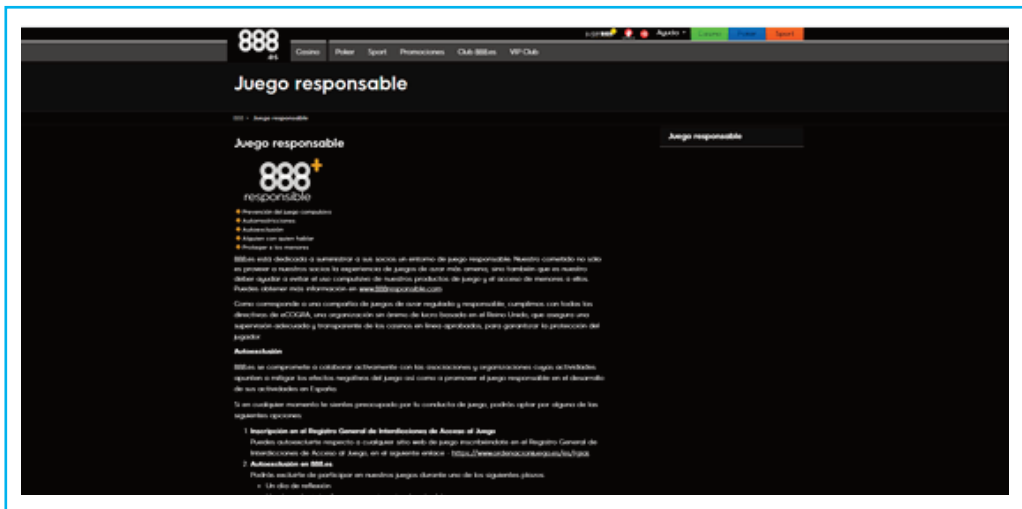 888
.es
Casino Poker Sport Promociones Club 888.es VIP Club
Ayuda
Casino Poker Sport
Juego responsable
888 > Juego responsable
Juego responsable
Juego responsable
888+
responsible
Prevención del juego compulsivo
Autorrestricciones
Autoexclusión
Alguien con quien hablar
Proteger a los menores
888.es está dedicada a suministrar a sus socios un entorno de juego responsable. Nuestro cometido no sólo
es proveer a nuestros socios la experiencia de juegos de azar más amena, sino también que es nuestro
deber ayudar a evitar el uso compulsivo de nuestros productos de juego y el acceso de menores a ellos.
Puedes obtener más información en www.888responsible.com
Como corresponde a una compañía de juegos de azar regulada y responsable, cumplimos con todas las
directivas de eCOGRA, una organización sin ánimo de lucro basada en el Reino Unido, que asegura una
supervisión adecuada y transparente de los casinos en línea aprobados, para garantizar la protección del
jugador
Autoexclusión
888.es se compromete a colaborar activamente con las asociaciones y organizaciones cuyas actividades
apunten a mitigar los efectos negativos del juego así como a promover el juego responsable en el desarrollo
de sus actividades en España
Si en cualquier momento te sientes preocupado por tu conducta de juego, podrás optar por alguna de las
siguientes opciones:
1. Inscripción en el Registro General de Interdicciones de Acceso al Juego
Puedes autoexcluirte respecto a cualquier sitio web de juego inscribiéndote en el Registro General de
Interdicciones de Acceso al Juego, en el siguiente enlace : https://www.ordenacionjuego.es/es/rgiaj
2. Autoexclusión en 888.es
Podrás excluirte de participar en nuestros juegos durante uno de los siguientes plazos:
Un día de reflexión